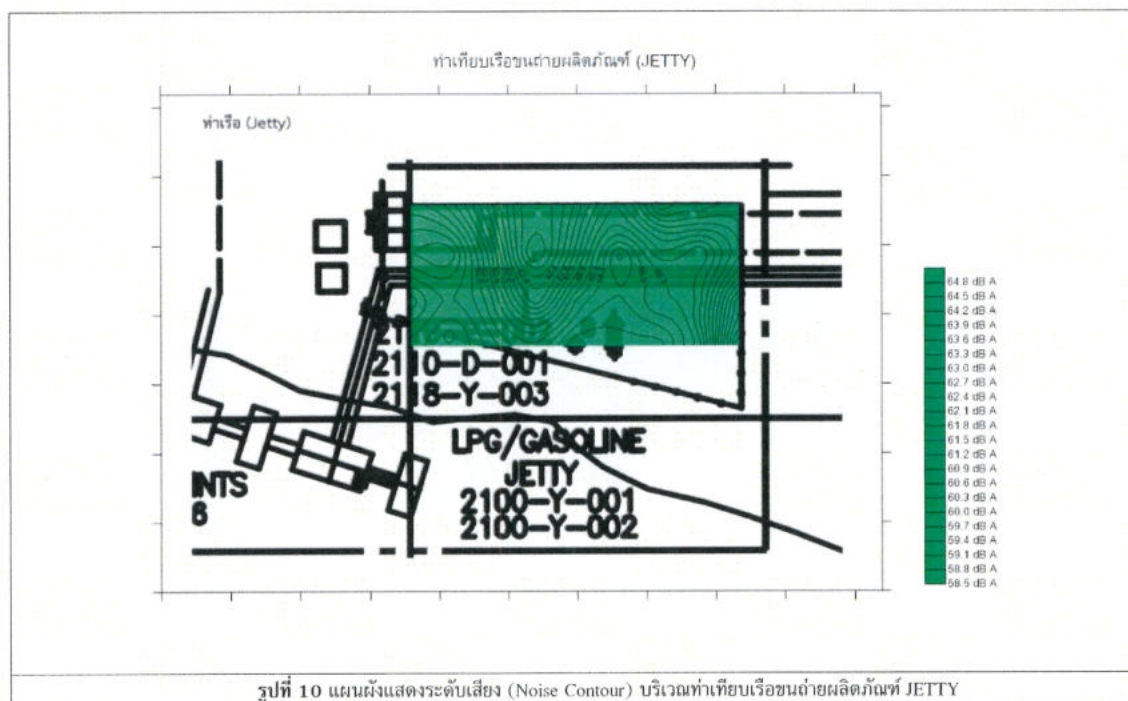 ท่าเทียบเรือขนถ่ายผลิตภัณฑ์ (JETTY)
ท่าเรือ (Jetty)
2110-D-001
2118-Y-003
LPG/GASOLINE
JETTY
2100-Y-001
2100-Y-002
INTS
6
64.8 dB A
64.5 dB A
64.2 dB A
63.9 dB A
63.6 dB A
63.3 dB A
63.0 dB A
62.7 dB A
62.4 dB A
62.1 dB A
61.8 dB A
61.5 dB A
61.2 dB A
60.9 dB A
60.6 dB A
60.3 dB A
60.0 dB A
59.7 dB A
59.4 dB A
59.1 dB A
58.8 dB A
58.5 dB A
รูปที่ 10 แผนผังแสดงระดับเสียง (Noise Contour) บริเวณท่าเทียบเรือขนถ่ายผลิตภัณฑ์ JETTY